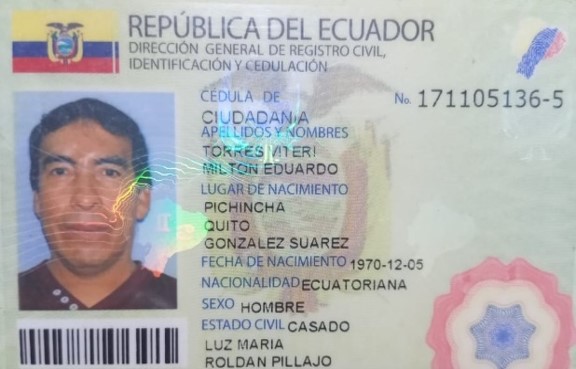 REPÚBLICA DEL ECUADOR
DIRECCIÓN GENERAL DE REGISTRO CIVIL,
IDENTIFICACIÓN Y CEDULACIÓN
CÉDULA DE No. 171105136-5
CIUDADANÍA
APELLIDOS Y NOMBRES
TORRES VITERI
MILTON EDUARDO
LUGAR DE NACIMIENTO
PICHINCHA
QUITO
GONZALEZ SUAREZ
FECHA DE NACIMIENTO 1970-12-05
NACIONALIDAD ECUATORIANA
SEXO HOMBRE
ESTADO CIVIL CASADO
LUZ MARIA
ROLDAN PILLAJO